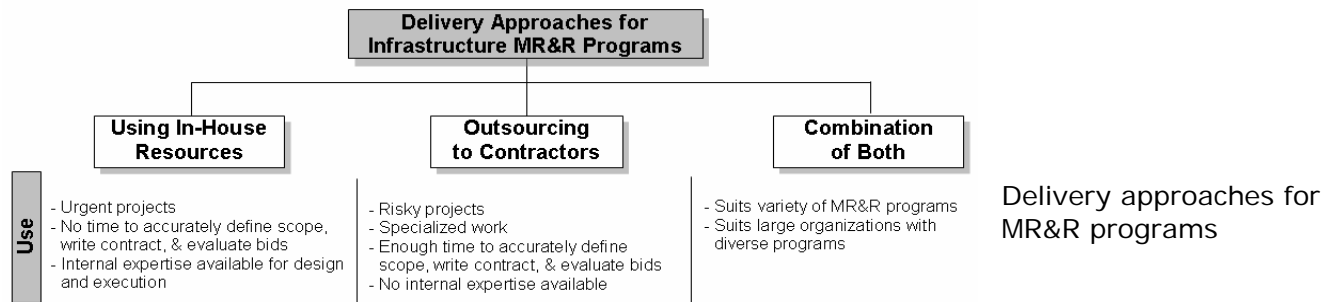 Delivery Approaches for
Infrastructure MR&R Programs
Using In-House
Resources
Outsourcing
to Contractors
Combination
of Both
Use
- Urgent projects
- No time to accurately define scope,
write contract, & evaluate bids
- Internal expertise available for design
and execution
- Risky projects
- Specialized work
- Enough time to accurately define
scope, write contract, & evaluate bids
- No internal expertise available
- Suits variety of MR&R programs
- Suits large organizations with
diverse programs
Delivery approaches for
MR&R programs